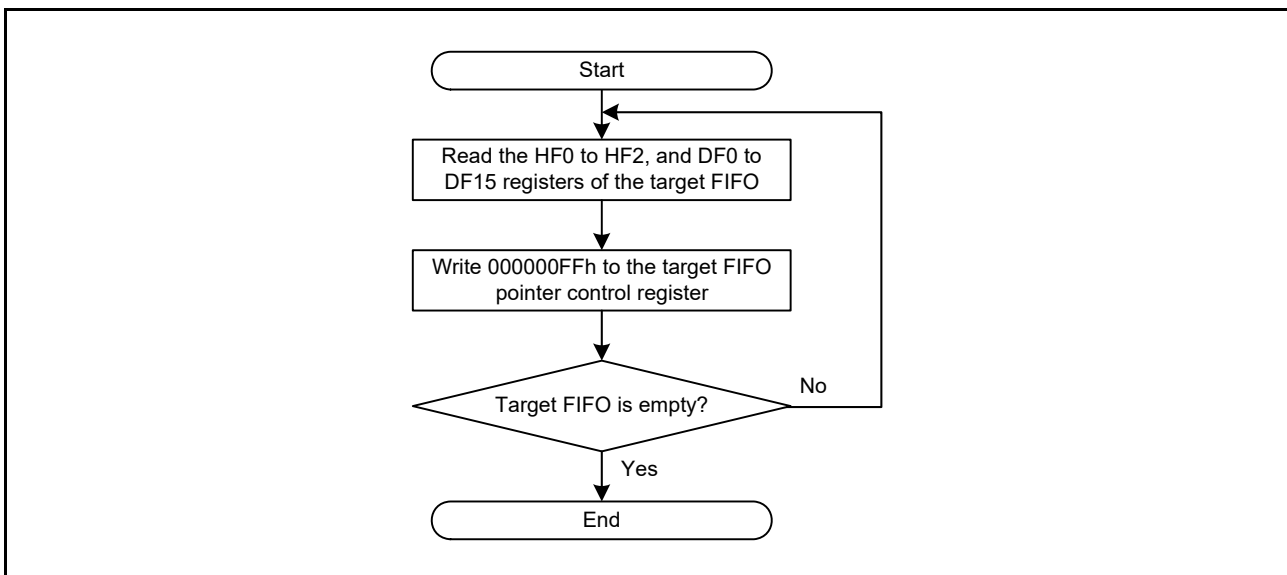 Start
Read the HF0 to HF2, and DF0 to
DF15 registers of the target FIFO
Write 000000FFh to the target FIFO
pointer control register
Target FIFO is empty?
No
Yes
End